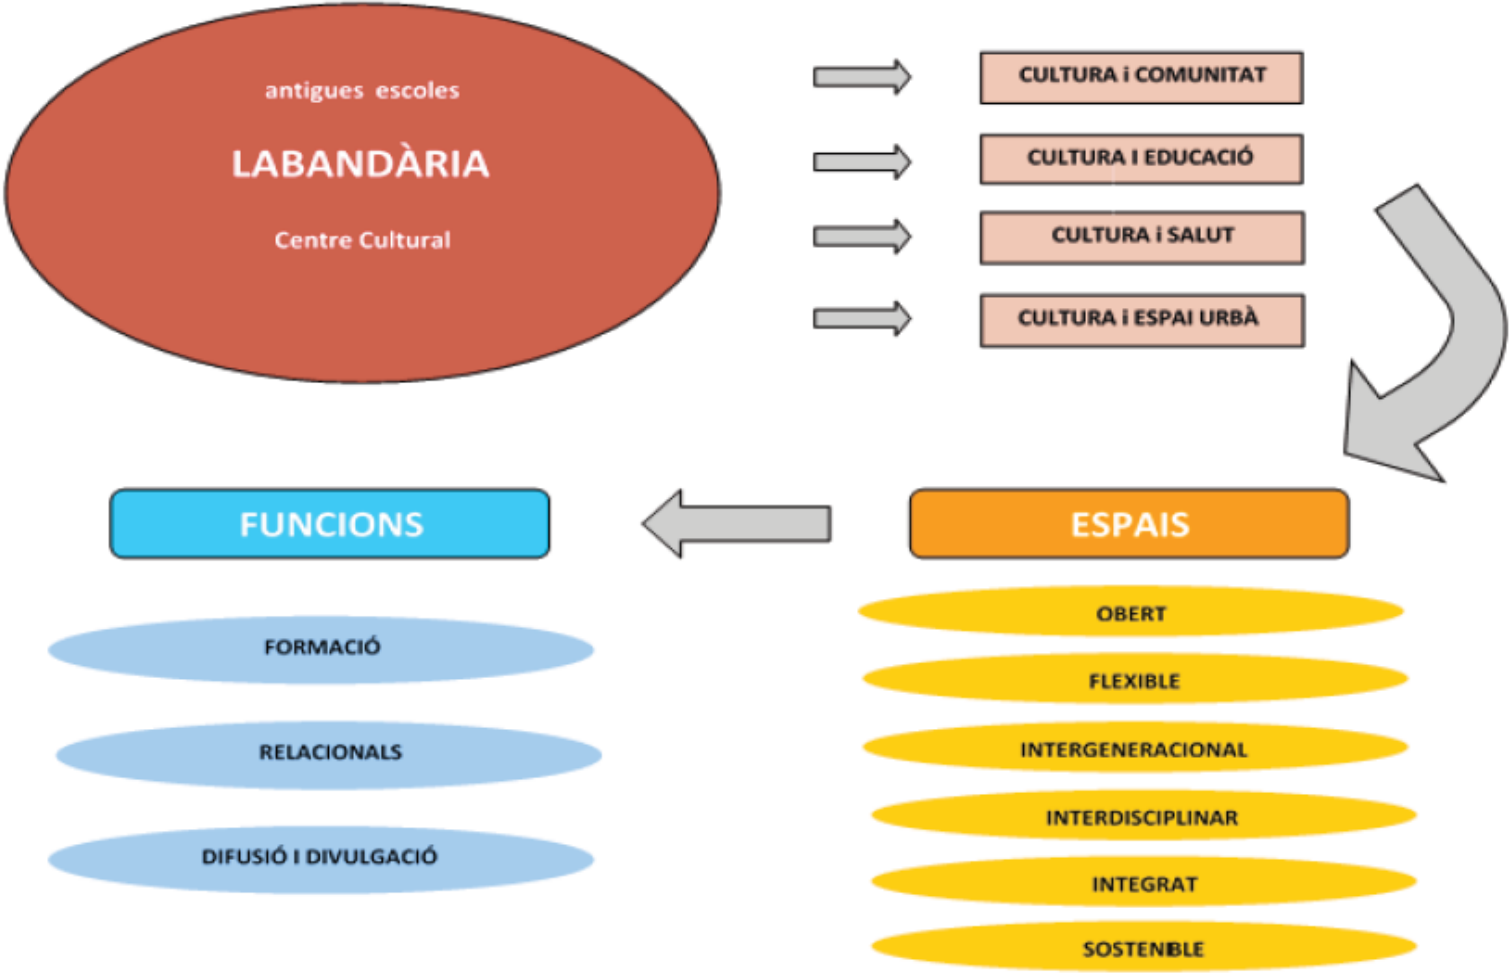 antigues escoles
LABANDÀRIA
Centre Cultural
CULTURA i COMUNITAT
CULTURA I EDUCACIÓ
CULTURA i SALUT
CULTURA i ESPAI URBÀ
ESPAIS
OBERT
FLEXIBLE
INTERGENERACIONAL
INTERDISCIPLINAR
INTEGRAT
SOSTENIBLE
FUNCIONS
FORMACIÓ
RELACIONALS
DIFUSIÓ I DIVULGACIÓ